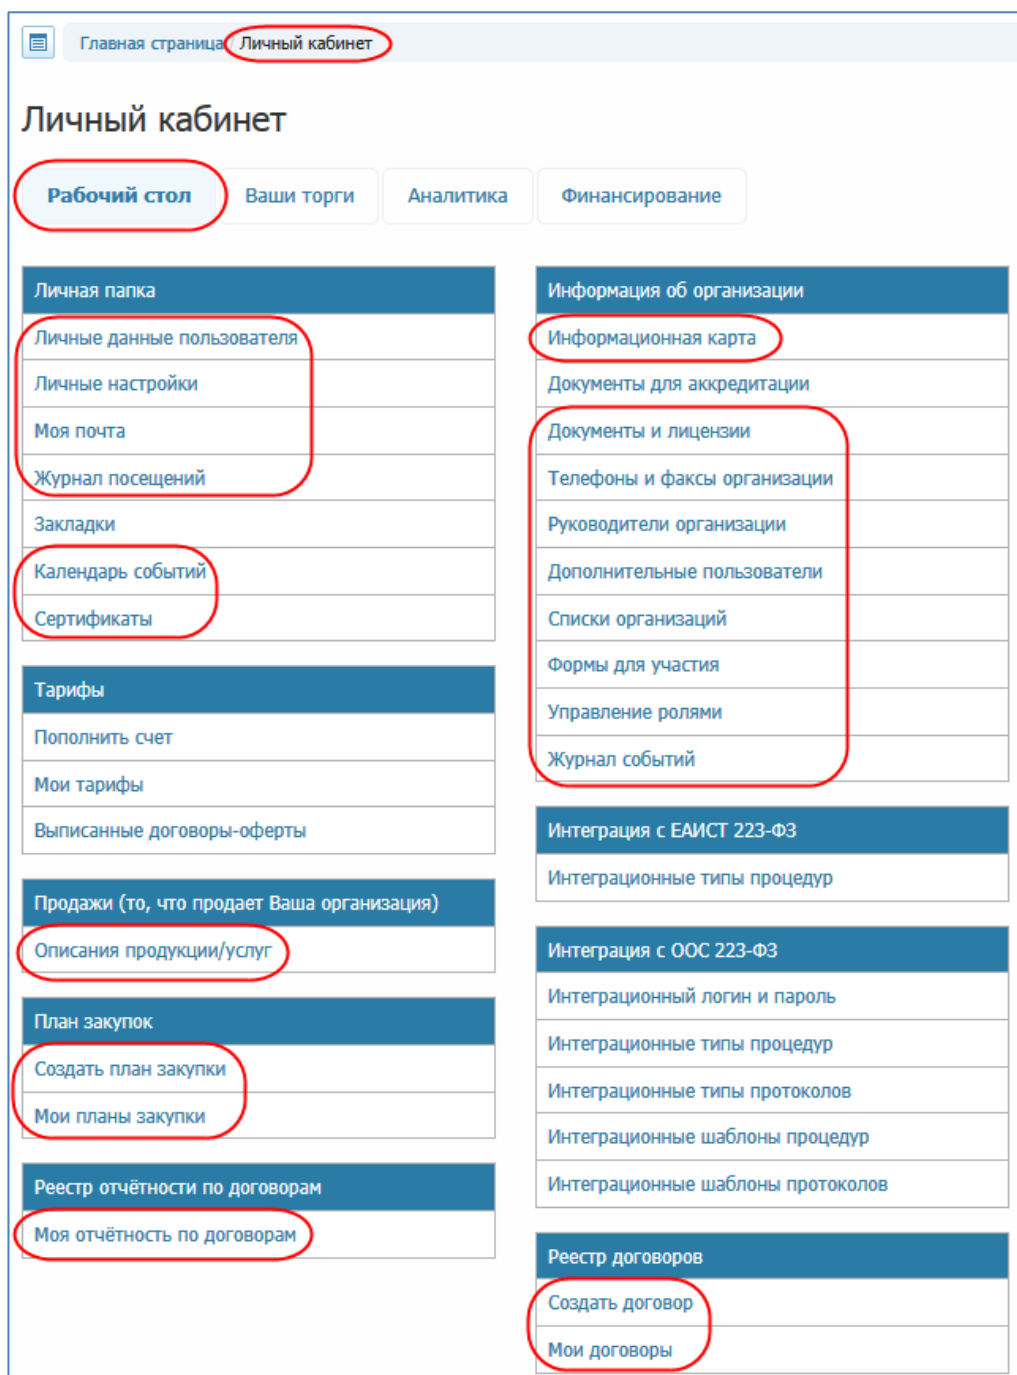 Главная страница Личный кабинет
Личный кабинет
Рабочий стол Ваши торги Аналитика Финансирование
Личная папка
Личные данные пользователя
Личные настройки
Моя почта
Журнал посещений
Закладки
Календарь событий
Сертификаты
Тарифы
Пополнить счет
Мои тарифы
Выписанные договоры-оферты
Продажи (то, что продает Ваша организация)
Описания продукции/услуг
План закупок
Создать план закупки
Мои планы закупки
Реестр отчётности по договорам
Моя отчётность по договорам
Информация об организации
Информационная карта
Документы для аккредитации
Документы и лицензии
Телефоны и факсы организации
Руководители организации
Дополнительные пользователи
Списки организаций
Формы для участия
Управление ролями
Журнал событий
Интеграция с ЕАИСТ 223-ФЗ
Интеграционные типы процедур
Интеграция с ООС 223-ФЗ
Интеграционный логин и пароль
Интеграционные типы процедур
Интеграционные типы протоколов
Интеграционные шаблоны процедур
Интеграционные шаблоны протоколов
Реестр договоров
Создать договор
Мои договоры